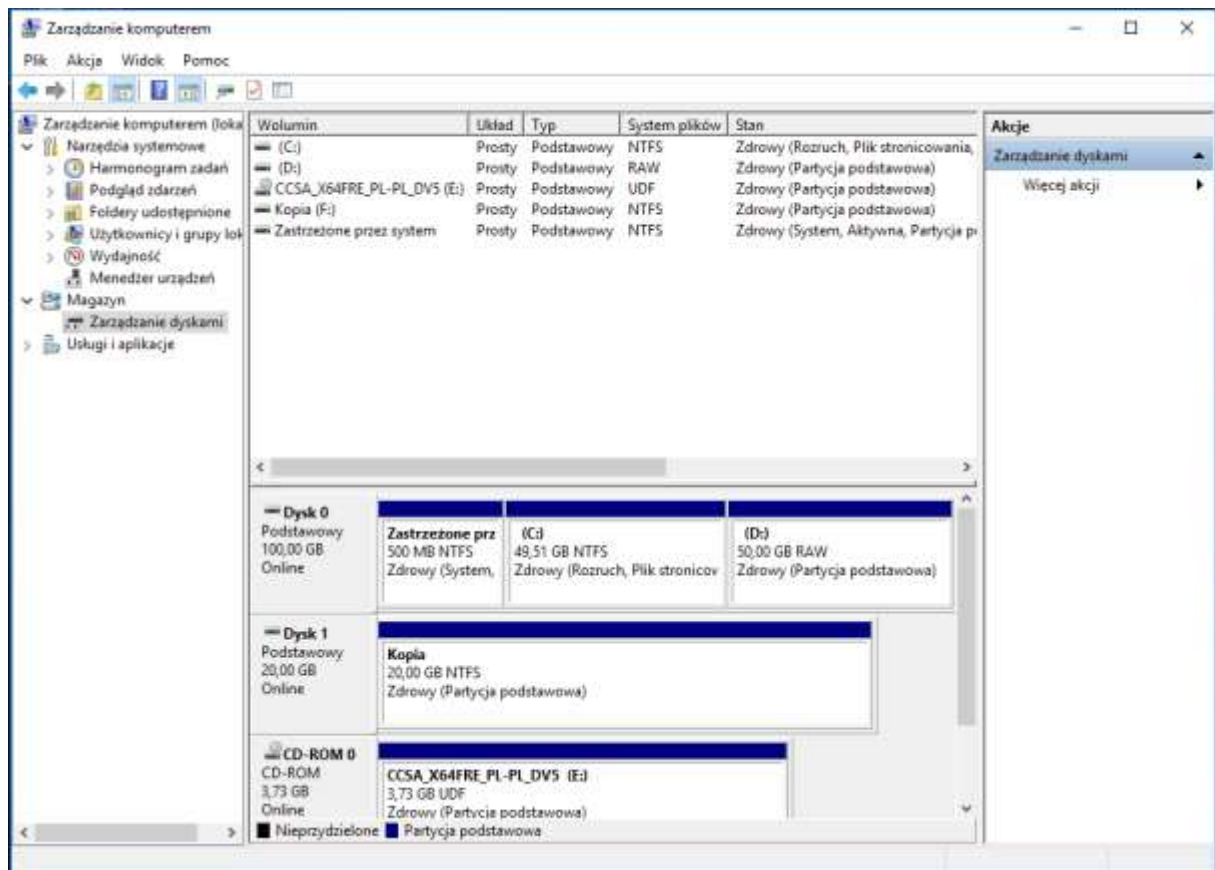 Zarządzanie komputerem
Plik Akcja Widok Pomoc
Zarządzanie komputerem (loka
Narzędzia systemowe
Harmonogram zadań
Podgląd zdarzeń
Foldery udostępnione
Użytkownicy i grupy lok
Wydajność
Menedżer urządzeń
Magazyn
Zarządzanie dyskami
Usługi i aplikacje
Wolumin Układ Typ System plików Stan
(C:) Prosty Podstawowy NTFS Zdrowy (Rozruch, Plik stronicowania,
(D:) Prosty Podstawowy RAW Zdrowy (Partycja podstawowa)
CCSA_X64FRE_PL-PL_DV5 (E:) Prosty Podstawowy UDF Zdrowy (Partycja podstawowa)
Kopia (F:) Prosty Podstawowy NTFS Zdrowy (Partycja podstawowa)
Zastrzeżone przez system Prosty Podstawowy NTFS Zdrowy (System, Aktywna, Partycja p
Dysk 0
Podstawowy
100,00 GB
Online
Zastrzeżone prz
500 MB NTFS
Zdrowy (System,
(C:)
49,51 GB NTFS
Zdrowy (Rozruch, Plik stronicov
(D:)
50,00 GB RAW
Zdrowy (Partycja podstawowa)
Dysk 1
Podstawowy
20,00 GB
Online
Kopia
20,00 GB NTFS
Zdrowy (Partycja podstawowa)
CD-ROM 0
CD-ROM
3,73 GB
Online
CCSA_X64FRE_PL-PL_DV5 (E:)
3,73 GB UDF
Zdrowy (Partycja podstawowa)
Nieprzydzielone Partycja podstawowa
Akcje
Zarządzanie dyskami
Więcej akcji